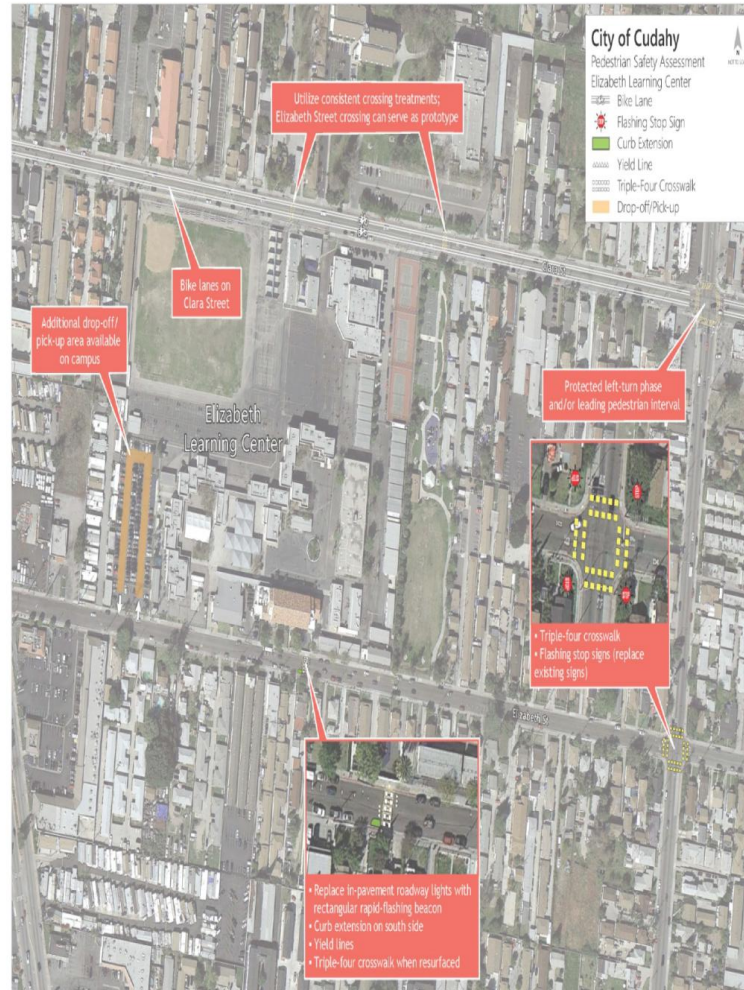 City of Cudahy
Pedestrian Safety Assessment
Elizabeth Learning Center
Bike Lane
Flashing Stop Sign
Curb Extension
Yield Line
Triple-Four Crosswalk
Drop-off/Pick-up
N
Utilize consistent crossing treatments;
Elizabeth Street crossing can serve as prototype
Clara St
Bike lanes on
Clara Street
Additional drop-off/
pick-up area available
on campus
Protected left-turn phase
and/or leading pedestrian interval
Elizabeth
Learning Center
• Triple-four crosswalk
• Flashing stop signs (replace
existing signs)
Elizabeth St
• Replace in-pavement roadway lights with
rectangular rapid-flashing beacon
• Curb extension on south side
• Yield lines
• Triple-four crosswalk when resurfaced